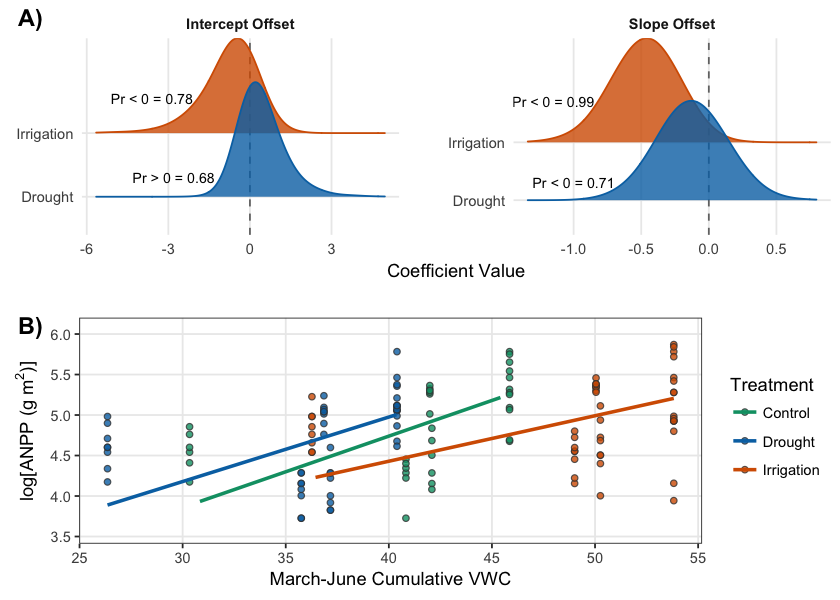 A)
Intercept Offset
Slope Offset
Pr < 0 = 0.78
Pr < 0 = 0.99
Irrigation
Irrigation
Pr > 0 = 0.68
Pr < 0 = 0.71
Drought
Drought
-6 -3 0 3
-1.0 -0.5 0.0 0.5
Coefficient Value
B)
6.0
5.5
5.0
4.5
4.0
3.5
log[ANPP (g m²)]
25 30 35 40 45 50 55
March-June Cumulative VWC
Treatment
Control
Drought
Irrigation